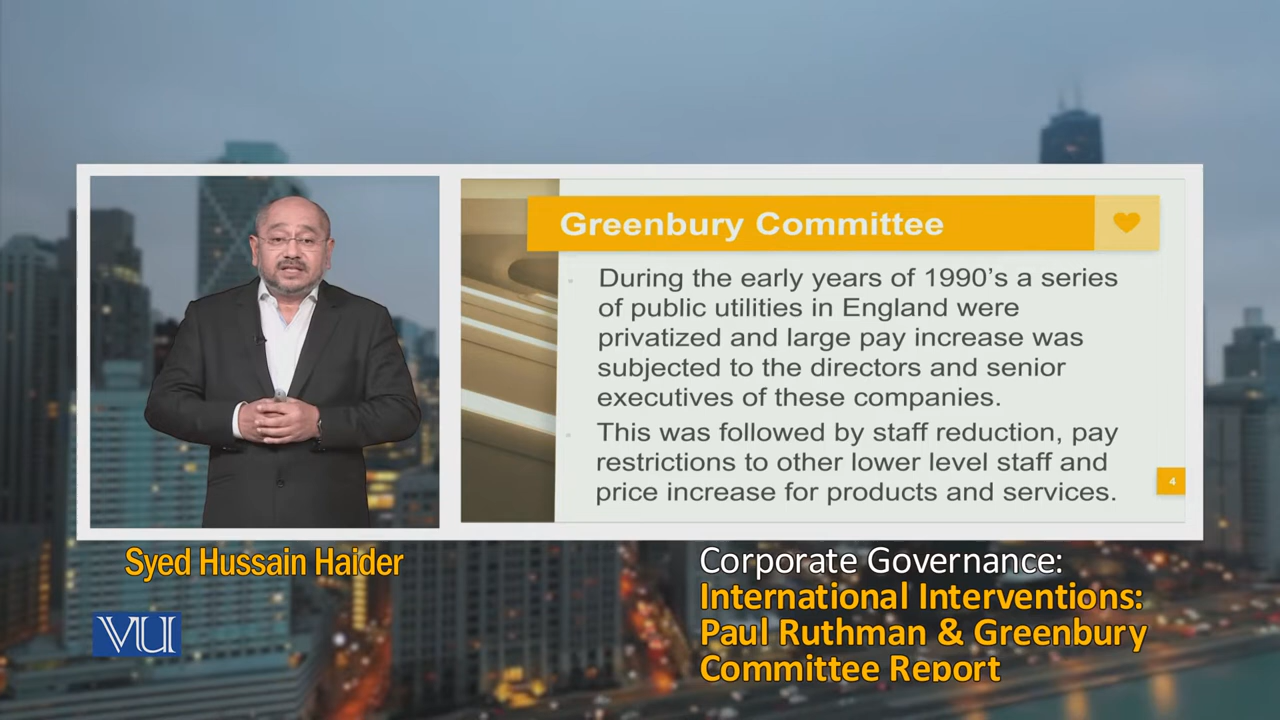 Greenbury Committee
During the early years of 1990's a series
of public utilities in England were
privatized and large pay increase was
subjected to the directors and senior
executives of these companies.
This was followed by staff reduction, pay
restrictions to other lower level staff and
price increase for products and services.
4
Syed Hussain Haider
VU
Corporate Governance:
International Interventions:
Paul Ruthman & Greenbury
Committee Report